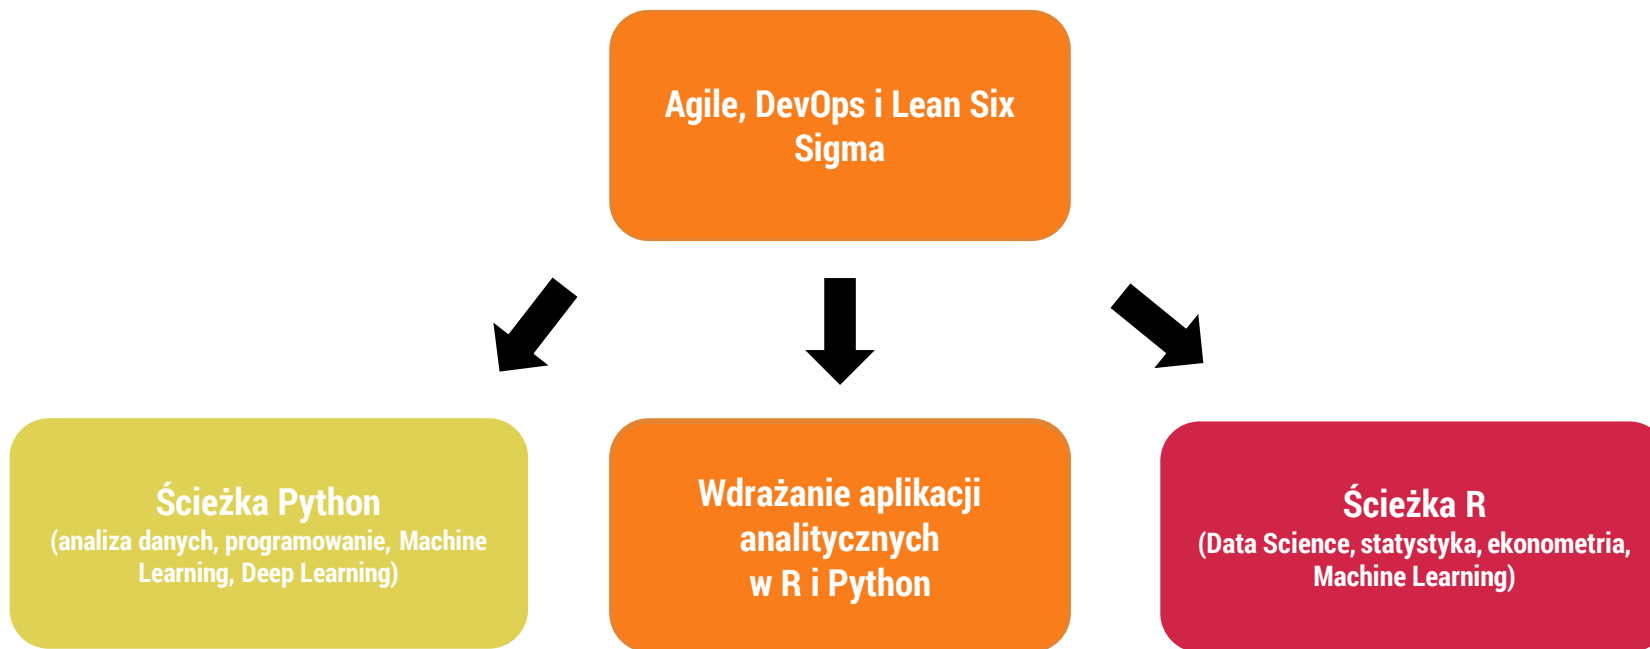 Agile, DevOps i Lean Six
Sigma
Ścieżka Python
(analiza danych, programowanie, Machine
Learning, Deep Learning)
Wdrażanie aplikacji
analitycznych
w R i Python
Ścieżka R
(Data Science, statystyka, ekonometria,
Machine Learning)